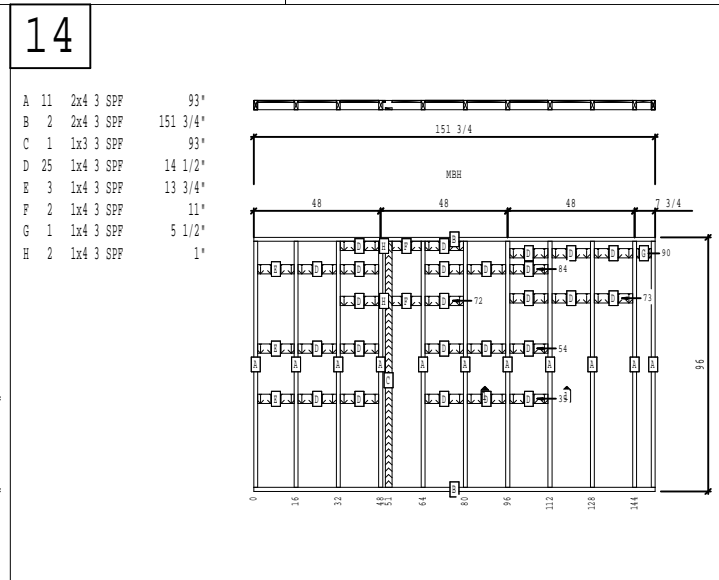 14
A 11 2x4 3 SPF 93"
B 2 2x4 3 SPF 151 3/4"
C 1 1x3 3 SPF 93"
D 25 1x4 3 SPF 14 1/2"
E 3 1x4 3 SPF 13 3/4"
F 2 1x4 3 SPF 11"
G 1 1x4 3 SPF 5 1/2"
H 2 1x4 3 SPF 1"
151 3/4
MBH
48 48 48 7 3/4
B
D H F D
D D D G 90
E D D D D D 84
D H F D 72
D D D 73
E D D D D D 54
A A A A A A A A A A A
96
C
E D D D D D 35
B
0 16 32 48 51 64 80 96 112 128 144